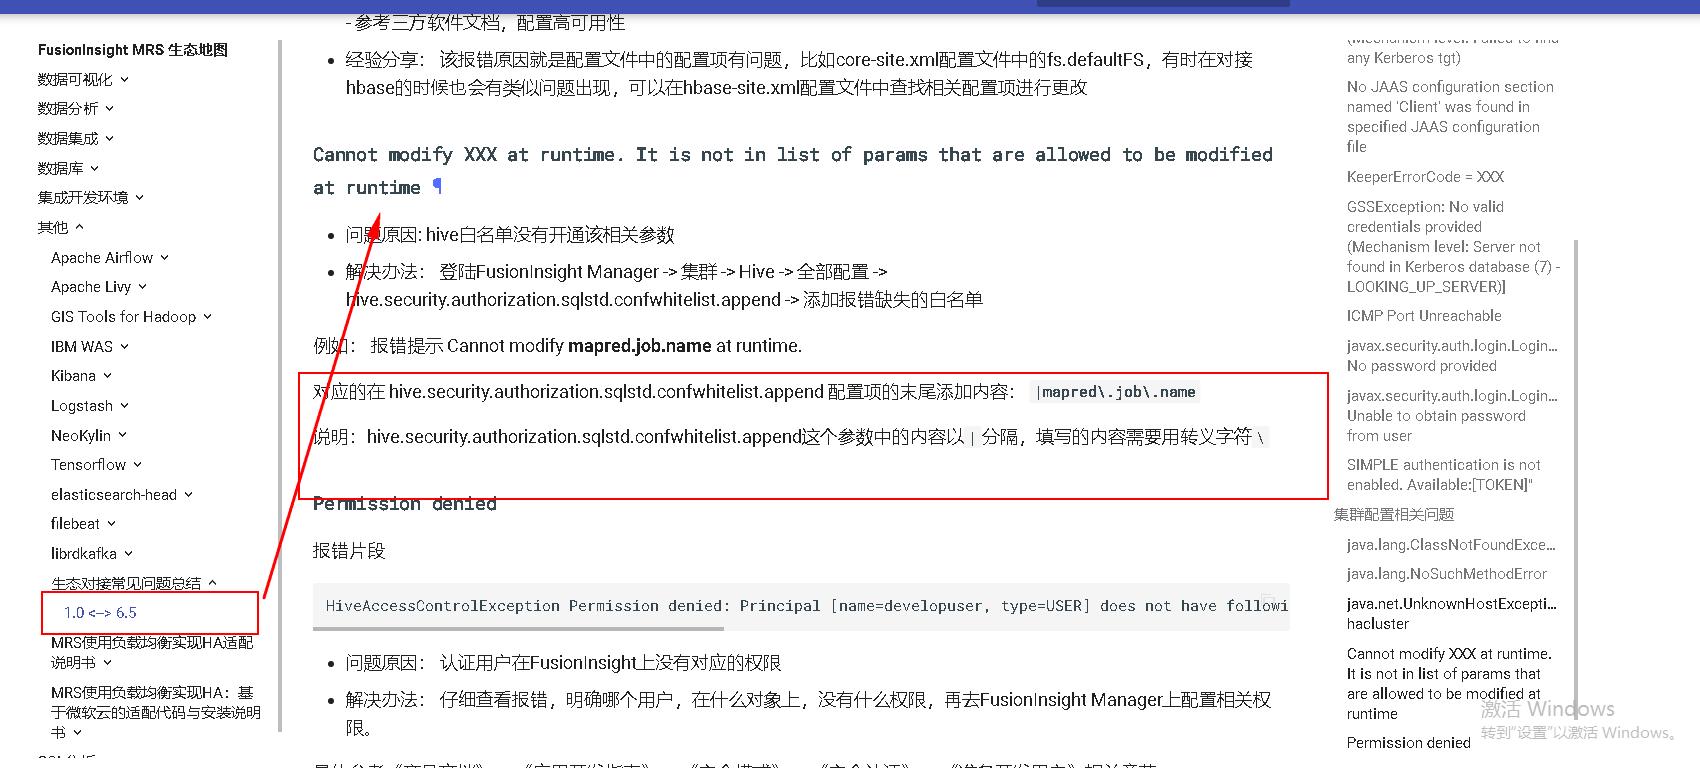 FusionInsight MRS 生态地图
数据可视化
数据分析
数据集成
数据库
集成开发环境
其他
Apache Airflow
Apache Livy
GIS Tools for Hadoop
IBM WAS
Kibana
Logstash
NeoKylin
Tensorflow
elasticsearch-head
filebeat
librdkafka
生态对接常见问题总结
1.0 <--> 6.5
MRS使用负载均衡实现HA适配
说明书
MRS使用负载均衡实现HA：基
于微软云的适配代码与安装说明
书
- 参考三方软件文档，配置高可用性
• 经验分享： 该报错原因就是配置文件中的配置项有问题，比如core-site.xml配置文件中的fs.defaultFS，有时在对接
hbase的时候也会有类似问题出现，可以在hbase-site.xml配置文件中查找相关配置项进行更改
Cannot modify XXX at runtime. It is not in list of params that are allowed to be modified
at runtime ¶
• 问题原因: hive白名单没有开通该相关参数
• 解决办法： 登陆FusionInsight Manager -> 集群 -> Hive -> 全部配置 ->
hive.security.authorization.sqlstd.confwhitelist.append -> 添加报错缺失的白名单
例如： 报错提示 Cannot modify mapred.job.name at runtime.
对应的在 hive.security.authorization.sqlstd.confwhitelist.append 配置项的末尾添加内容： |mapred\.job\.name
说明：hive.security.authorization.sqlstd.confwhitelist.append这个参数中的内容以 | 分隔，填写的内容需要用转义字符 \
Permission denied
报错片段
HiveAccessControlException Permission denied: Principal [name=developuser, type=USER] does not have followi
• 问题原因： 认证用户在FusionInsight上没有对应的权限
• 解决办法： 仔细查看报错，明确哪个用户，在什么对象上，没有什么权限，再去FusionInsight Manager上配置相关权
限。
(Mechanism level: Failed to find
any Kerberos tgt)
No JAAS configuration section
named 'Client' was found in
specified JAAS configuration
file
KeeperErrorCode = XXX
GSSException: No valid
credentials provided
(Mechanism level: Server not
found in Kerberos database (7) -
LOOKING_UP_SERVER)]
ICMP Port Unreachable
javax.security.auth.login.Login...
No password provided
javax.security.auth.login.Login...
Unable to obtain password
from user
SIMPLE authentication is not
enabled. Available:[TOKEN]"
集群配置相关问题
java.lang.ClassNotFoundExce...
java.lang.NoSuchMethodError
java.net.UnknownHostExcepti...
hacluster
Cannot modify XXX at runtime.
It is not in list of params that
are allowed to be modified at
runtime
Permission denied
激活 Windows
转到"设置"以激活 Windows。